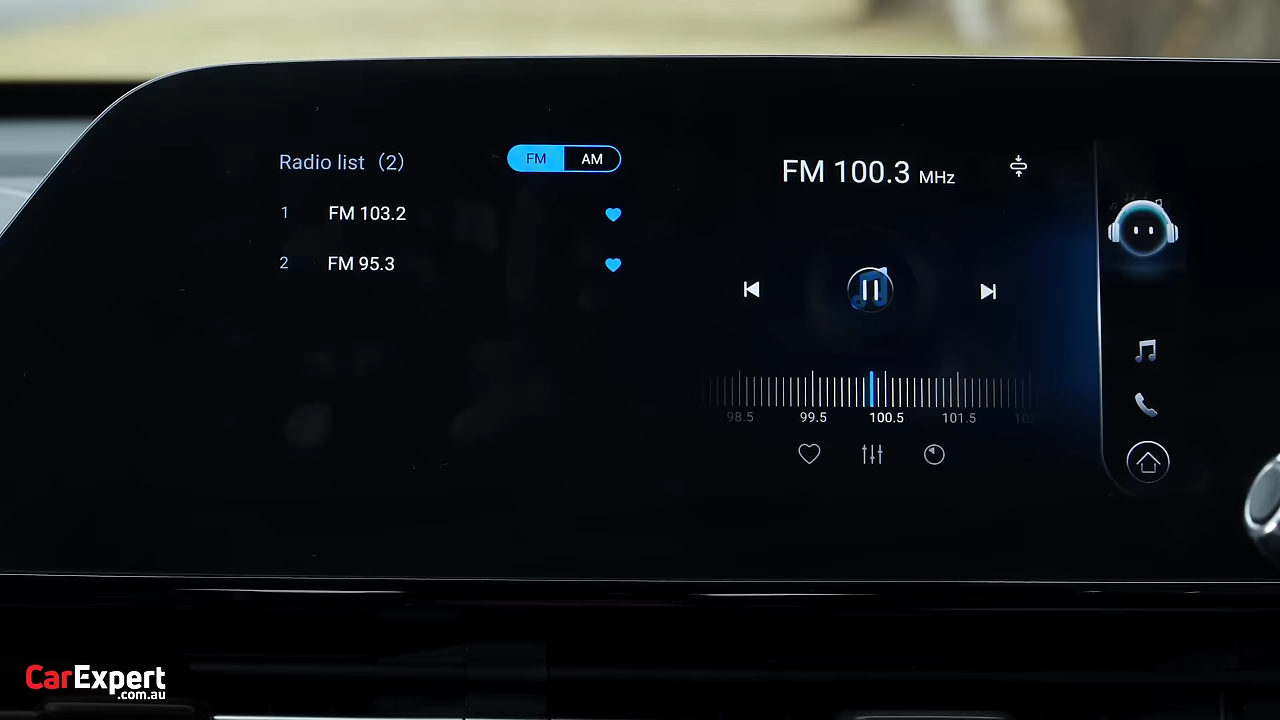 Radio list (2)
FM AM
1 FM 103.2
2 FM 95.3
FM 100.3 MHz
98.5 99.5 100.5 101.5
CarExpert
.com.au